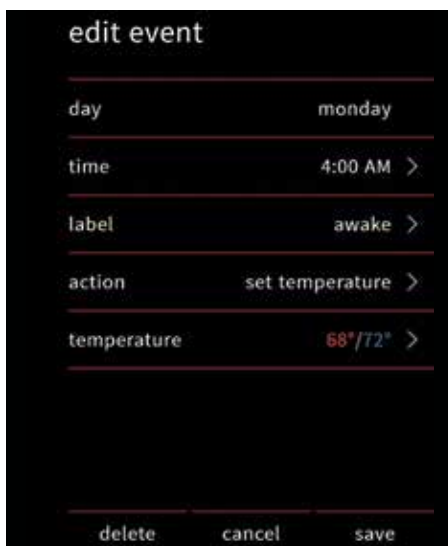 edit event
day monday
time 4:00 AM >
label awake >
action set temperature >
temperature 68°/72° >
delete cancel save